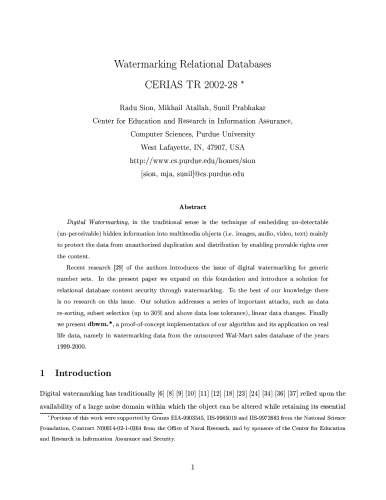 Watermarking Relational Databases
CERIAS TR 2002-28 *
Radu Sion, Mikhail Atallah, Sunil Prabhakar
Center for Education and Research in Information Assurance,
Computer Sciences, Purdue University
West Lafayette, IN, 47907, USA
http://www.cs.purdue.edu/homes/sion
[sion, mja, sunil]@cs.purdue.edu
Abstract
Digital Watermarking, in the traditional sense is the technique of embedding un-detectable
(un-perceivable) hidden information into multimedia objects (i.e. images, audio, video, text) mainly
to protect the data from unauthorized duplication and distribution by enabling provable rights over
the content.
Recent research [29] of the authors introduces the issue of digital watermarking for generic
number sets. In the present paper we expand on this foundation and introduce a solution for
relational database content security through watermarking. To the best of our knowledge there
is no research on this issue. Our solution addresses a series of important attacks, such as data
re-sorting, subset selection (up to 30% and above data loss tolerance), linear data changes. Finally
we present dbwm.*, a proof-of-concept implementation of our algorithm and its application on real
life data, namely in watermarking data from the outsourced Wal-Mart sales database of the years
1999-2000.
1 Introduction
Digital watermarking has traditionally [6] [8] [9] [10] [11] [12] [18] [23] [24] [34] [36] [37] relied upon the
availability of a large noise domain within which the object can be altered while retaining its essential
*Portions of this work were supported by Grants EIA-9903545, IIS-9985019 and IIS-9972883 from the National Science
Foundation, Contract N00014-02-1-0364 from the Office of Naval Research, and by sponsors of the Center for Education
and Research in Information Assurance and Security.
1